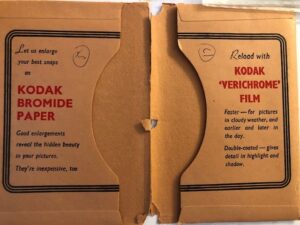 Let us enlarge
your best snaps
on
KODAK
BROMIDE
PAPER
Good enlargements
reveal the hidden beauty
in your pictures.
They're inexpensive, too
Reload with
KODAK
'VERICHROME'
FILM
Faster — for pictures
in cloudy weather, and
earlier and later in
the day.
Double-coated — gives
detail in highlight and
shadow.